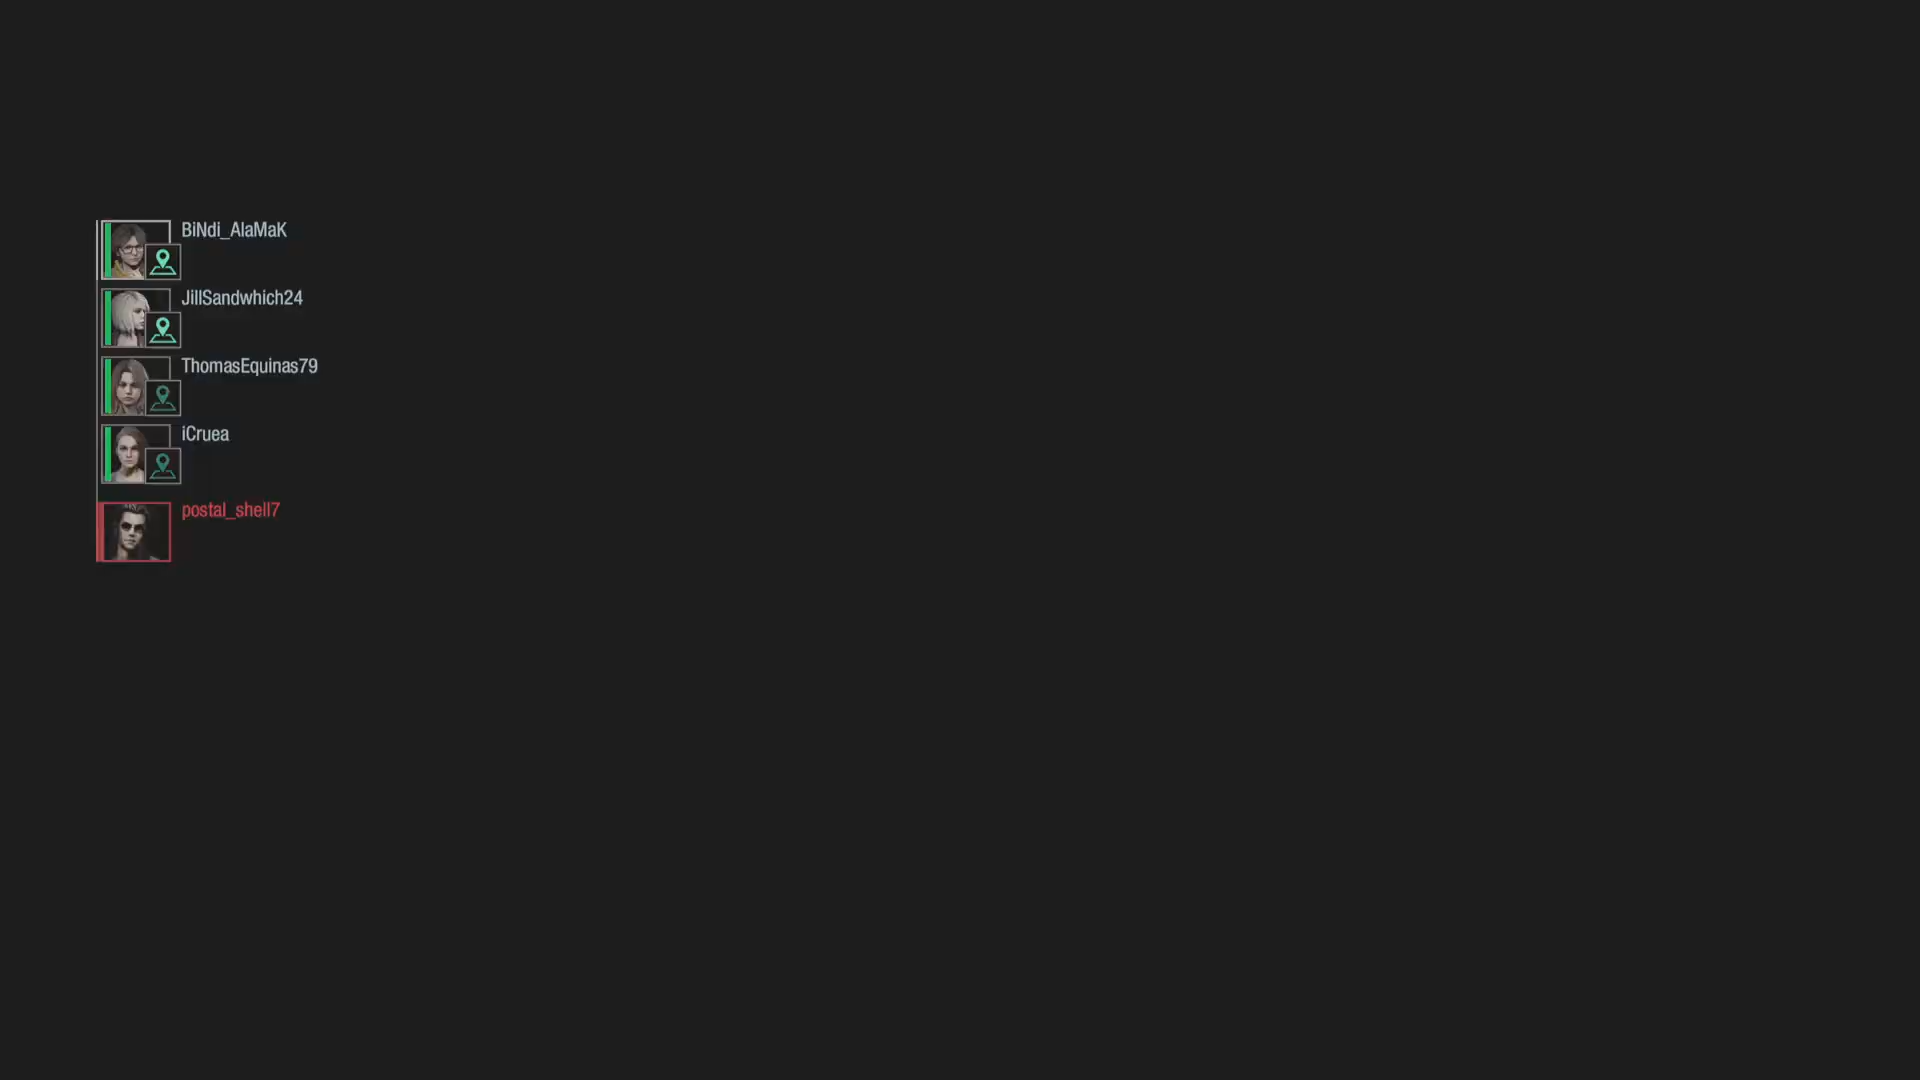 BiNdi_AlaMaK
JillSandwhich24
ThomasEquinas79
iCruea
postal_shell7